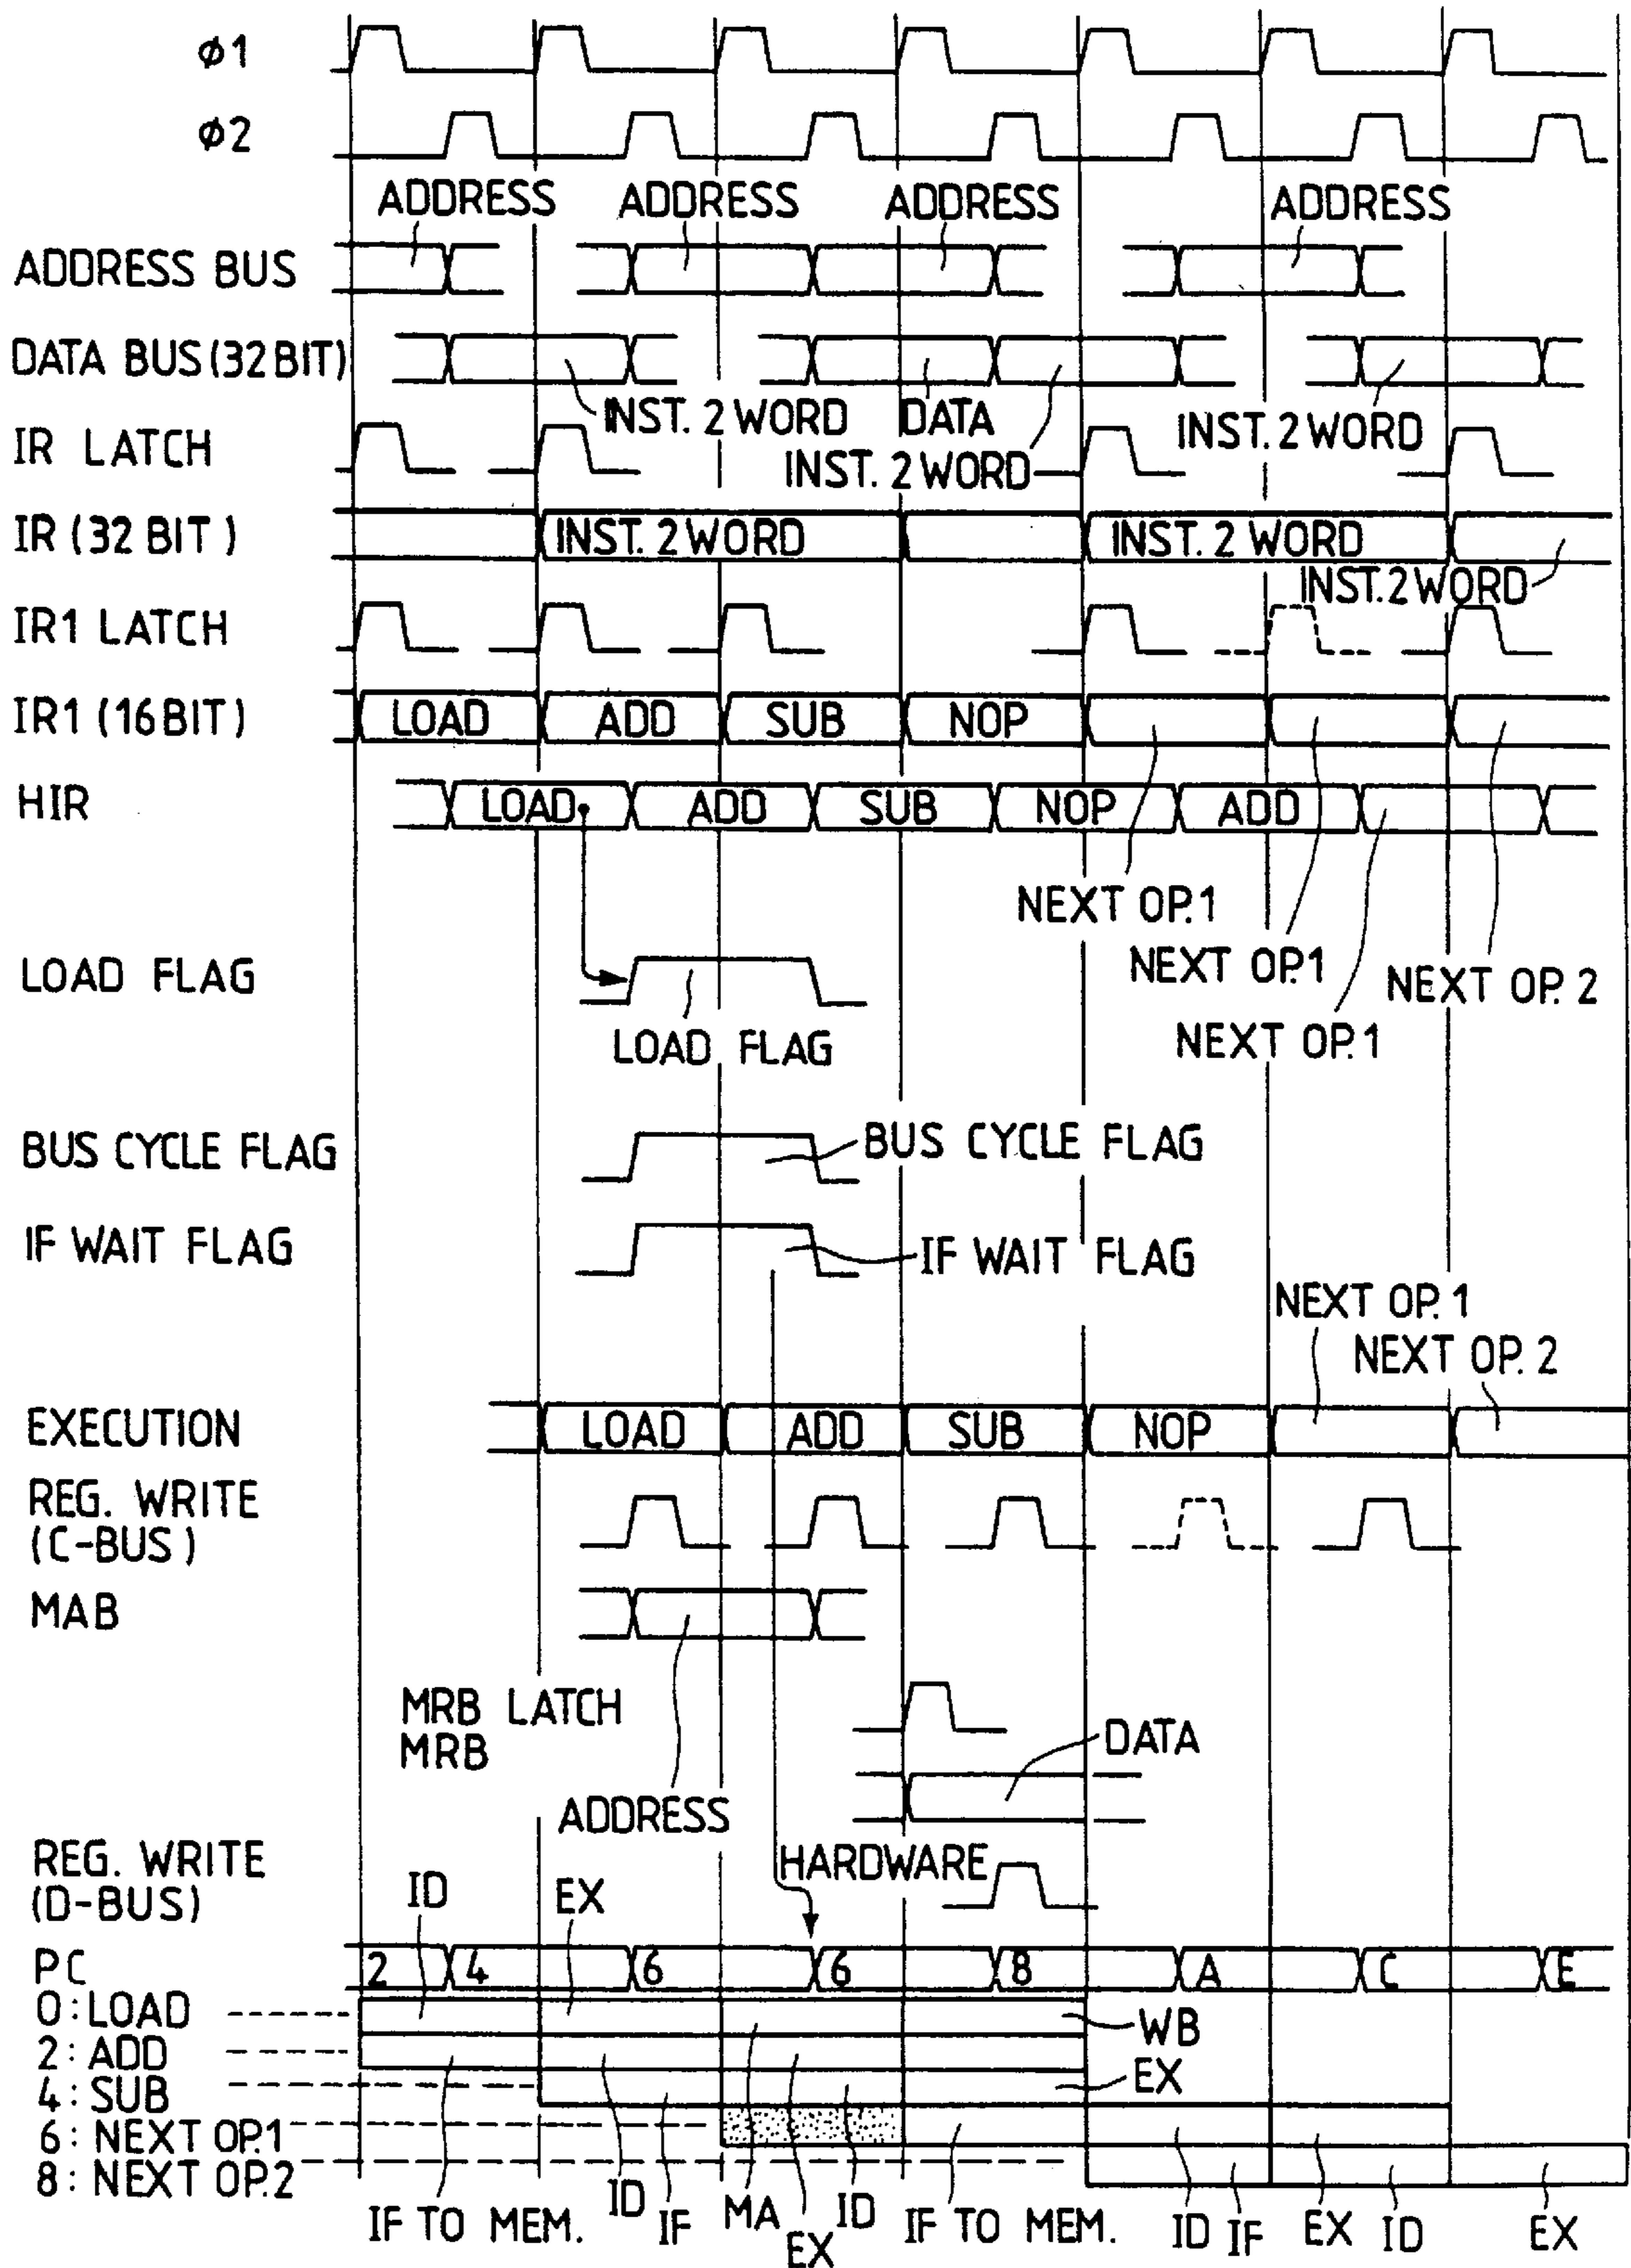 ø1
ø2
ADDRESS ADDRESS ADDRESS ADDRESS
ADDRESS BUS
DATA BUS (32 BIT)
INST. 2 WORD DATA INST. 2 WORD
IR LATCH
INST. 2 WORD
IR (32 BIT) INST. 2 WORD INST. 2 WORD
INST. 2 WORD
IR1 LATCH
IR1 (16 BIT) LOAD ADD SUB NOP
HIR LOAD ADD SUB NOP ADD
NEXT OP.1
NEXT OP.1
NEXT OP. 2
LOAD FLAG
NEXT OP.1
LOAD FLAG
BUS CYCLE FLAG BUS CYCLE FLAG
IF WAIT FLAG IF WAIT FLAG
NEXT OP. 1
NEXT OP. 2
EXECUTION LOAD ADD SUB NOP
REG. WRITE
(C-BUS)
MAB
MRB LATCH
MRB
DATA
ADDRESS
REG. WRITE
(D-BUS)
HARDWARE
ID EX
PC 2 4 6 6 8 A C E
0 : LOAD WB
2 : ADD
4 : SUB EX
6 : NEXT OP.1
8 : NEXT OP.2
IF TO MEM. ID IF MA EX ID IF TO MEM. ID IF EX ID EX